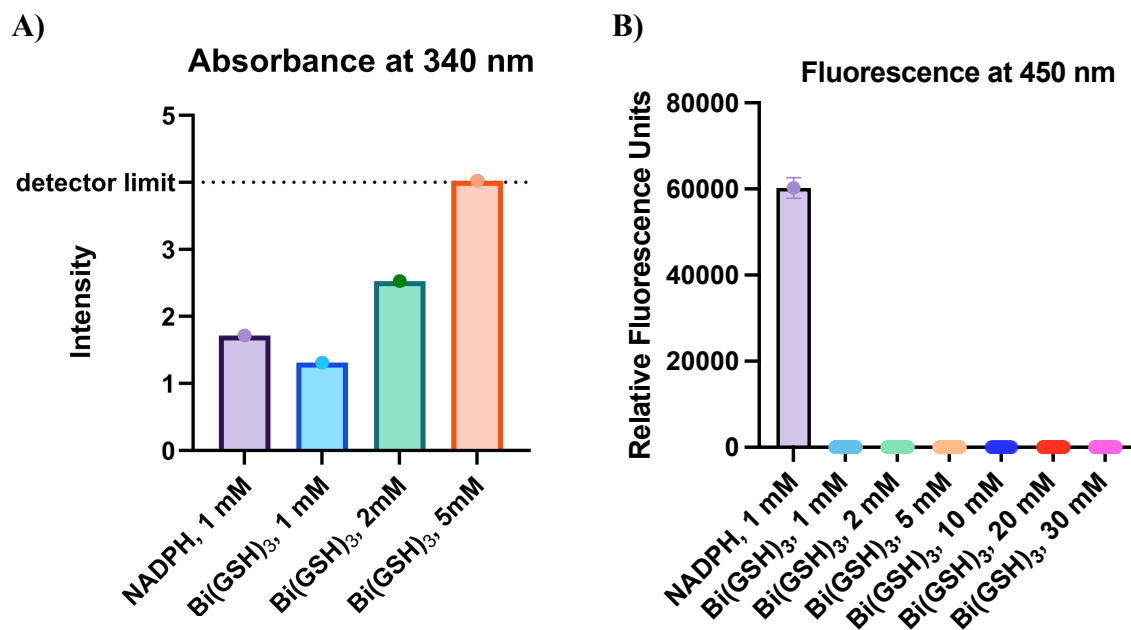 A)
Absorbance at 340 nm
Intensity
5
detector limit
3
2
1
0
NADPH, 1 mM
Bi(GSH)₃, 1 mM
Bi(GSH)₃, 2mM
Bi(GSH)₃, 5mM
B)
Fluorescence at 450 nm
Relative Fluorescence Units
80000
60000
40000
20000
0
NADPH, 1 mM
Bi(GSH)₃, 1 mM
Bi(GSH)₃, 2 mM
Bi(GSH)₃, 5 mM
Bi(GSH)₃, 10 mM
Bi(GSH)₃, 20 mM
Bi(GSH)₃, 30 mM